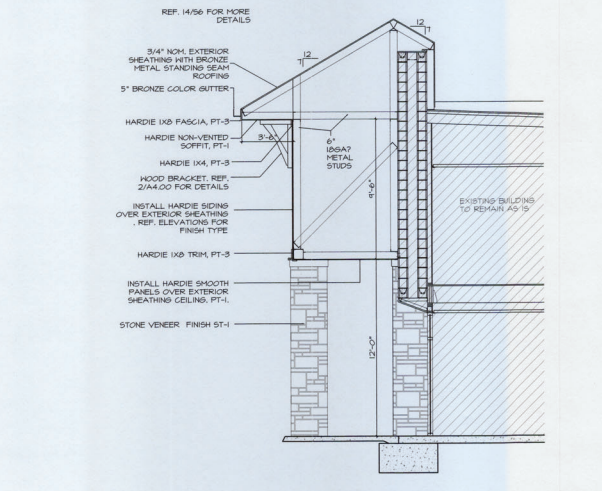 REF. 14/56 FOR MORE
DETAILS
12
7
12
7
3/4" NOM. EXTERIOR
SHEATHING WITH BRONZE
METAL STANDING SEAM
ROOFING
5" BRONZE COLOR GUTTER
HARDIE 1X8 FASCIA, PT-3
HARDIE NON-VENTED
SOFFIT, PT-1
3'-6"
6"
18GA?
METAL
STUDS
HARDIE 1X4, PT-3
WOOD BRACKET. REF.
2/A4.00 FOR DETAILS
9'-6"
EXISTING BUILDING
TO REMAIN AS IS
INSTALL HARDIE SIDING
OVER EXTERIOR SHEATHING
. REF. ELEVATIONS FOR
FINISH TYPE
HARDIE 1X8 TRIM, PT-3
INSTALL HARDIE SMOOTH
PANELS OVER EXTERIOR
SHEATHING CEILING. PT-1.
STONE VENEER FINISH ST-1
12'-0"